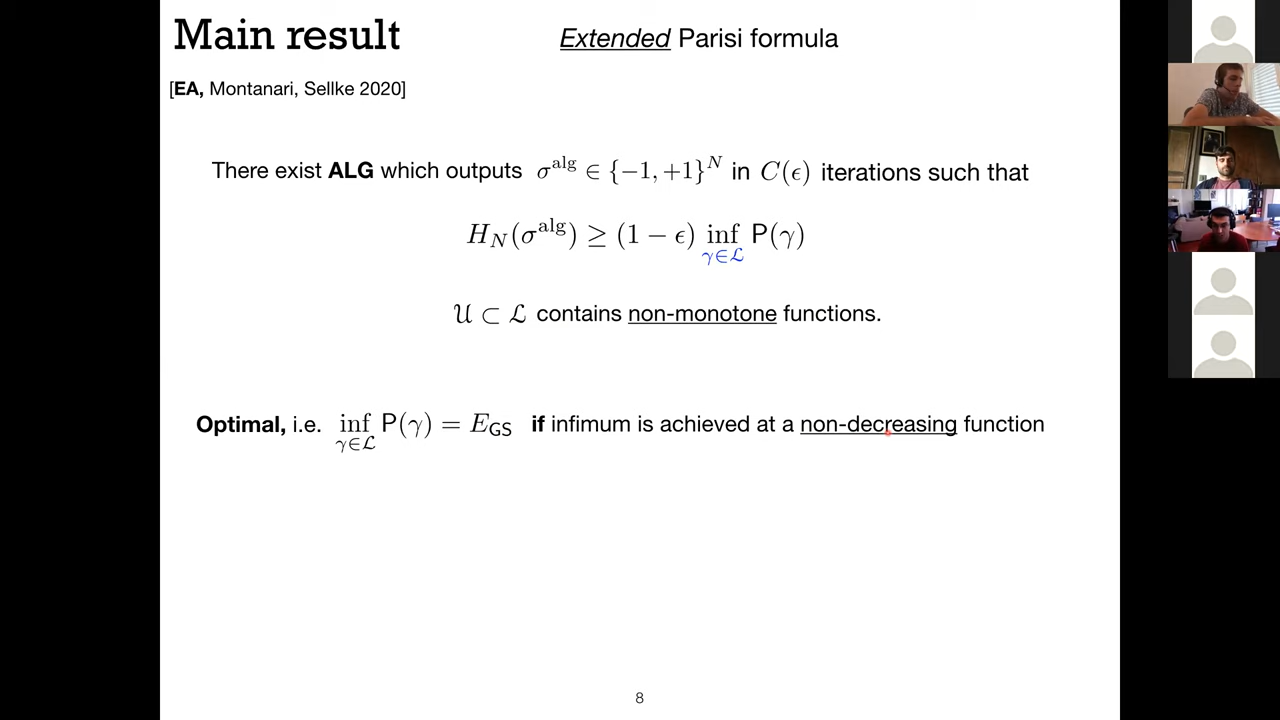 Main result
Extended Parisi formula
[EA, Montanari, Sellke 2020]
There exist ALG which outputs σ^alg ∈ {−1, +1}^N in C(ϵ) iterations such that
H_N(σ^alg) ≥ (1 − ϵ) inf_{γ∈ℒ} P(γ)
𝒰 ⊂ ℒ contains non-monotone functions.
Optimal, i.e. inf_{γ∈ℒ} P(γ) = E_GS if infimum is achieved at a non-decreasing function
8